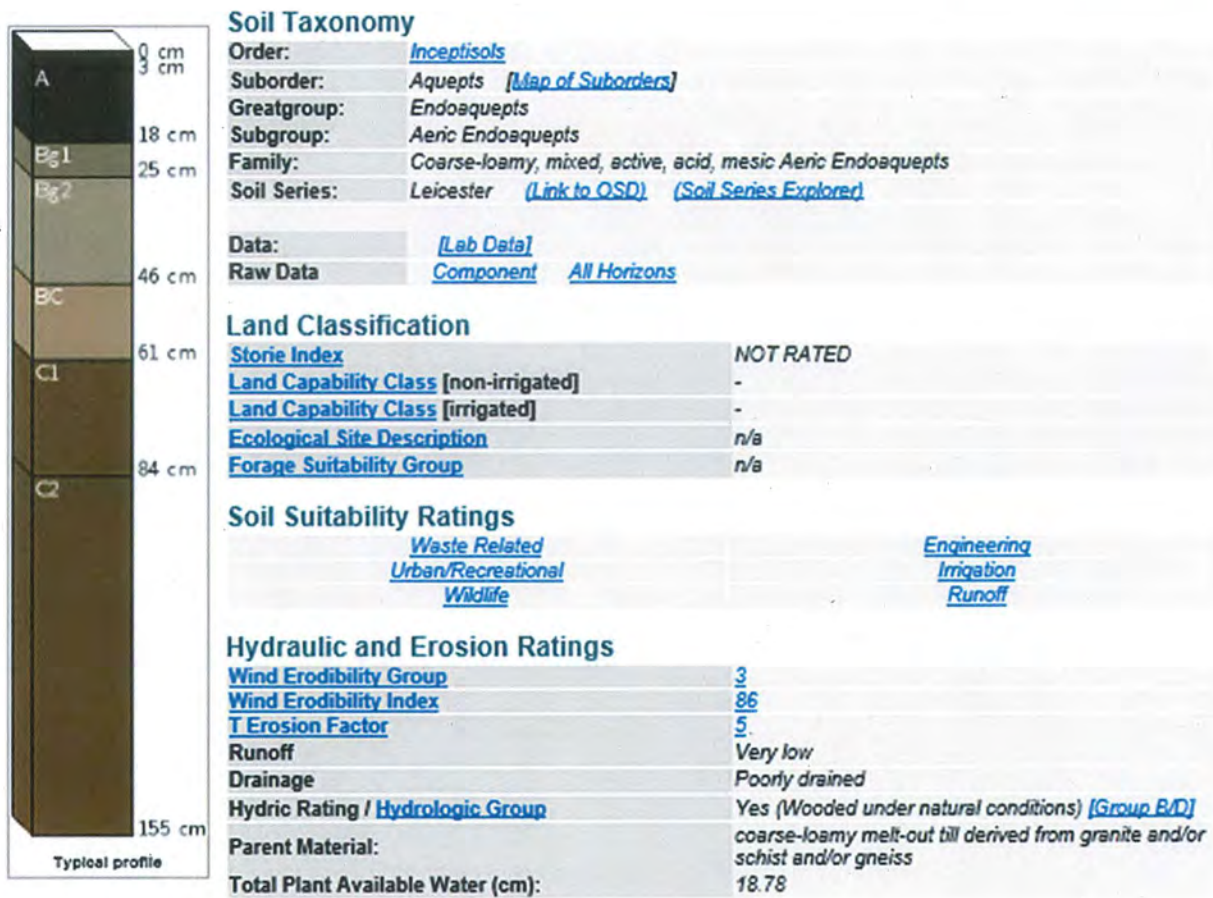 0 cm
3 cm
A
18 cm
Bg1
25 cm
Bg2
46 cm
BC
61 cm
C1
84 cm
C2
155 cm
Typical profile
Soil Taxonomy
Order: Inceptisols
Suborder: Aquepts [Map of Suborders]
Greatgroup: Endoaquepts
Subgroup: Aeric Endoaquepts
Family: Coarse-loamy, mixed, active, acid, mesic Aeric Endoaquepts
Soil Series: Leicester (Link to OSD) (Soil Series Explorer)
Data: [Lab Data]
Raw Data Component All Horizons
Land Classification
Storie Index NOT RATED
Land Capability Class [non-irrigated] -
Land Capability Class [irrigated] -
Ecological Site Description n/a
Forage Suitability Group n/a
Soil Suitability Ratings
Waste Related Engineering
Urban/Recreational Irrigation
Wildlife Runoff
Hydraulic and Erosion Ratings
Wind Erodibility Group 3
Wind Erodibility Index 86
T Erosion Factor 5
Runoff Very low
Drainage Poorly drained
Hydric Rating / Hydrologic Group Yes (Wooded under natural conditions) [Group B/D]
Parent Material: coarse-loamy melt-out till derived from granite and/or
schist and/or gneiss
Total Plant Available Water (cm): 18.78